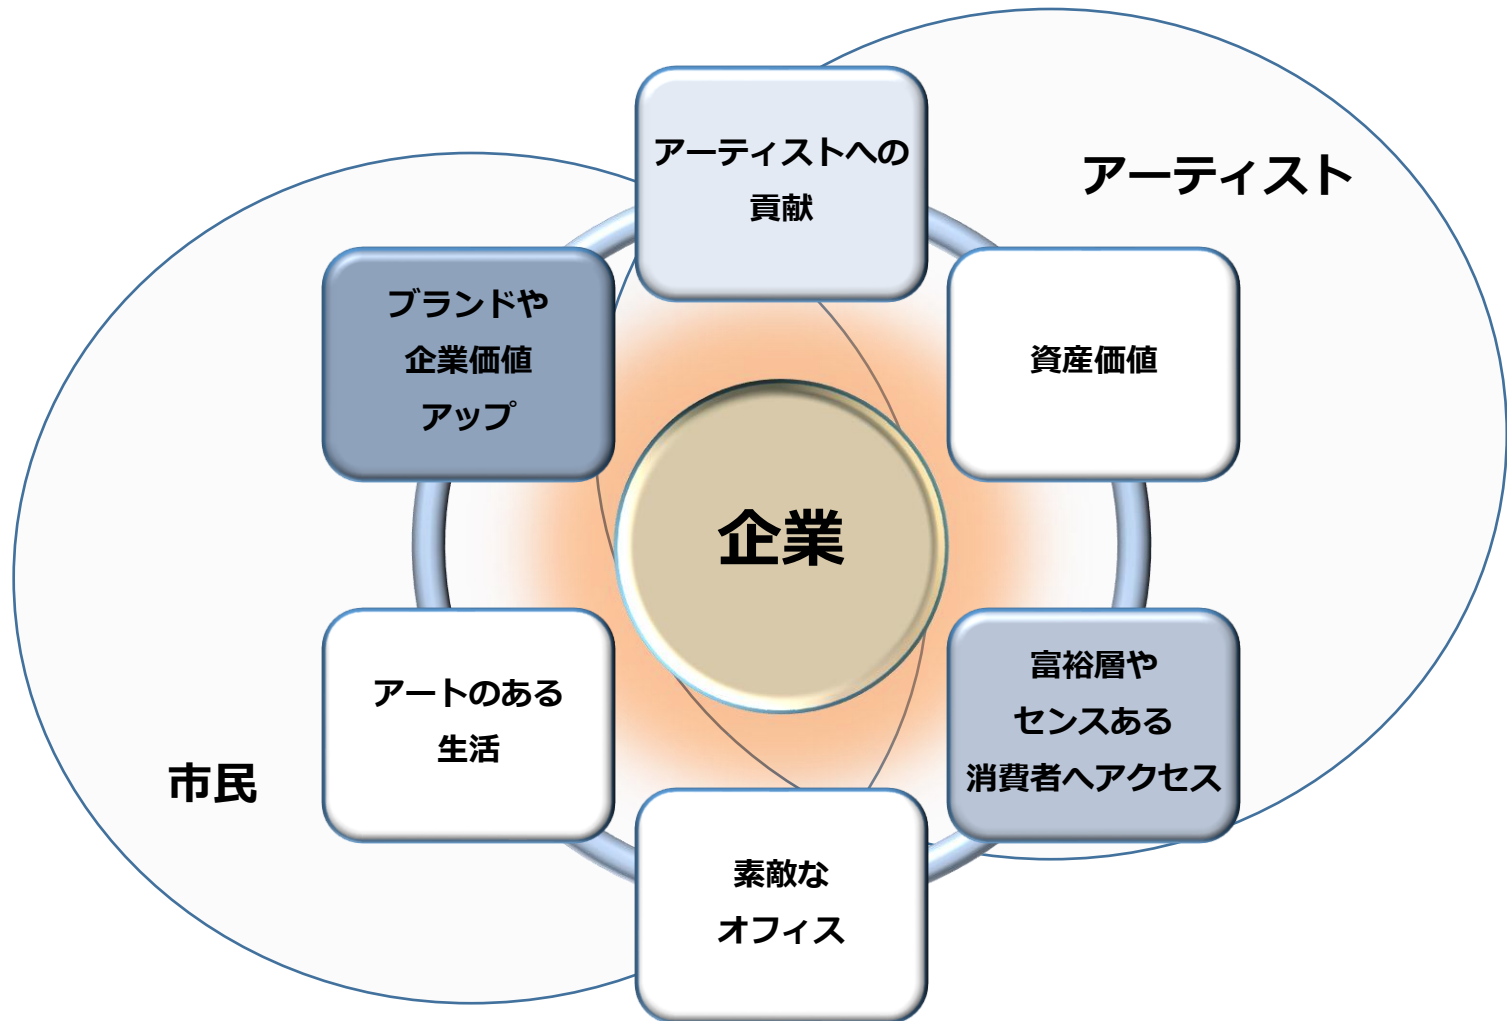 アーティストへの
貢献
アーティスト
ブランドや
企業価値
アップ
資産価値
企業
アートのある
生活
富裕層や
センスある
消費者へアクセス
市民
素敵な
オフィス